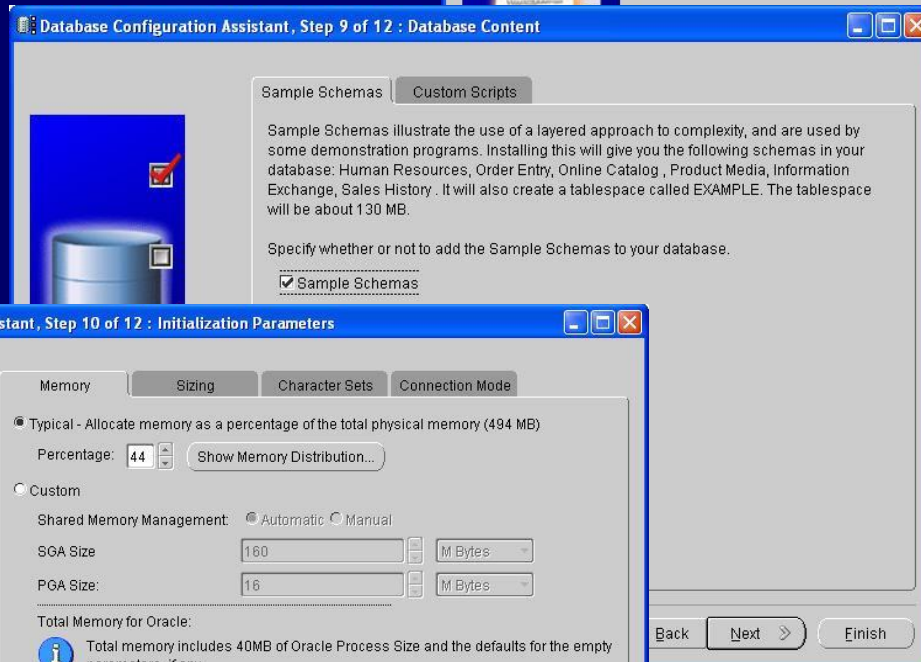 Database Configuration Assistant, Step 9 of 12 : Database Content
Sample Schemas
Custom Scripts
Sample Schemas illustrate the use of a layered approach to complexity, and are used by
some demonstration programs. Installing this will give you the following schemas in your
database: Human Resources, Order Entry, Online Catalog , Product Media, Information
Exchange, Sales History . It will also create a tablespace called EXAMPLE. The tablespace
will be about 130 MB.
Specify whether or not to add the Sample Schemas to your database.
Sample Schemas
Step 10 of 12 : Initialization Parameters
Memory
Sizing
Character Sets
Connection Mode
Typical - Allocate memory as a percentage of the total physical memory (494 MB)
Percentage: 44 Show Memory Distribution...
Custom
Shared Memory Management: Automatic Manual
SGA Size 160 M Bytes
PGA Size: 16 M Bytes
Total Memory for Oracle:
Total memory includes 40MB of Oracle Process Size and the defaults for the empty
Back Next Finish